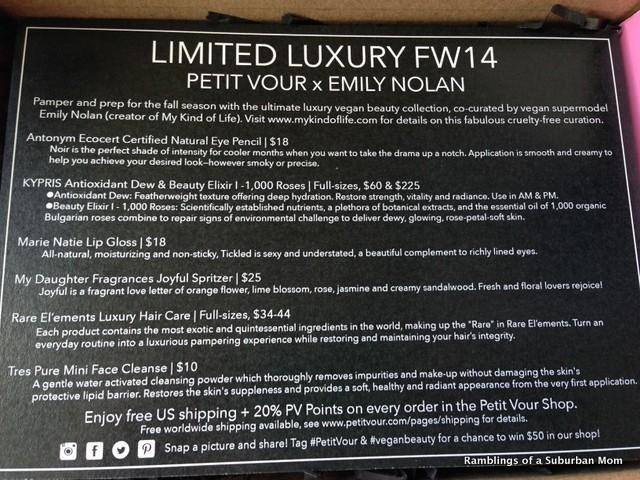 LIMITED LUXURY FW14
PETIT VOUR x EMILY NOLAN
Pamper and prep for the fall season with the ultimate luxury vegan beauty collection, co-curated by vegan supermodel
Emily Nolan (creator of My Kind of Life). Visit www.mykindoflife.com for details on this fabulous cruelty-free curation.
Antonym Ecocert Certified Natural Eye Pencil | $18
Noir is the perfect shade of intensity for cooler months when you want to take the drama up a notch. Application is smooth and creamy to
help you achieve your desired look—however smoky or precise.
KYPRIS Antioxidant Dew & Beauty Elixir I -1,000 Roses | Full-sizes, $60 & $225
●Antioxidant Dew: Featherweight texture offering deep hydration. Restore strength, vitality and radiance. Use in AM & PM.
●Beauty Elixir I - 1,000 Roses: Scientifically established nutrients, a plethora of botanical extracts, and the essential oil of 1,000 organic
Bulgarian roses combine to repair signs of environmental challenge to deliver dewy, glowing, rose-petal-soft skin.
Marie Natie Lip Gloss | $18
All-natural, moisturizing and non-sticky, Tickled is sexy and understated, a beautiful complement to richly lined eyes.
My Daughter Fragrances Joyful Spritzer | $25
Joyful is a fragrant love letter of orange flower, lime blossom, rose, jasmine and creamy sandalwood. Fresh and floral lovers rejoice!
Rare El'ements Luxury Hair Care | Full-sizes, $34-44
Each product contains the most exotic and quintessential ingredients in the world, making up the "Rare" in Rare El'ements. Turn an
everyday routine into a luxurious pampering experience while restoring and maintaining your hair's integrity.
Tres Pure Mini Face Cleanse | $10
A gentle water activated cleansing powder which thoroughly removes impurities and make-up without damaging the skin's
protective lipid barrier. Restores the skin's suppleness and provides a soft, healthy and radiant appearance from the very first application.
Enjoy free US shipping + 20% PV Points on every order in the Petit Vour Shop.
Free worldwide shipping available, see www.petitvour.com/pages/shipping for details.
Snap a picture and share! Tag #PetitVour & #veganbeauty for a chance to win $50 in our shop!
Ramblings of a Suburban Mom